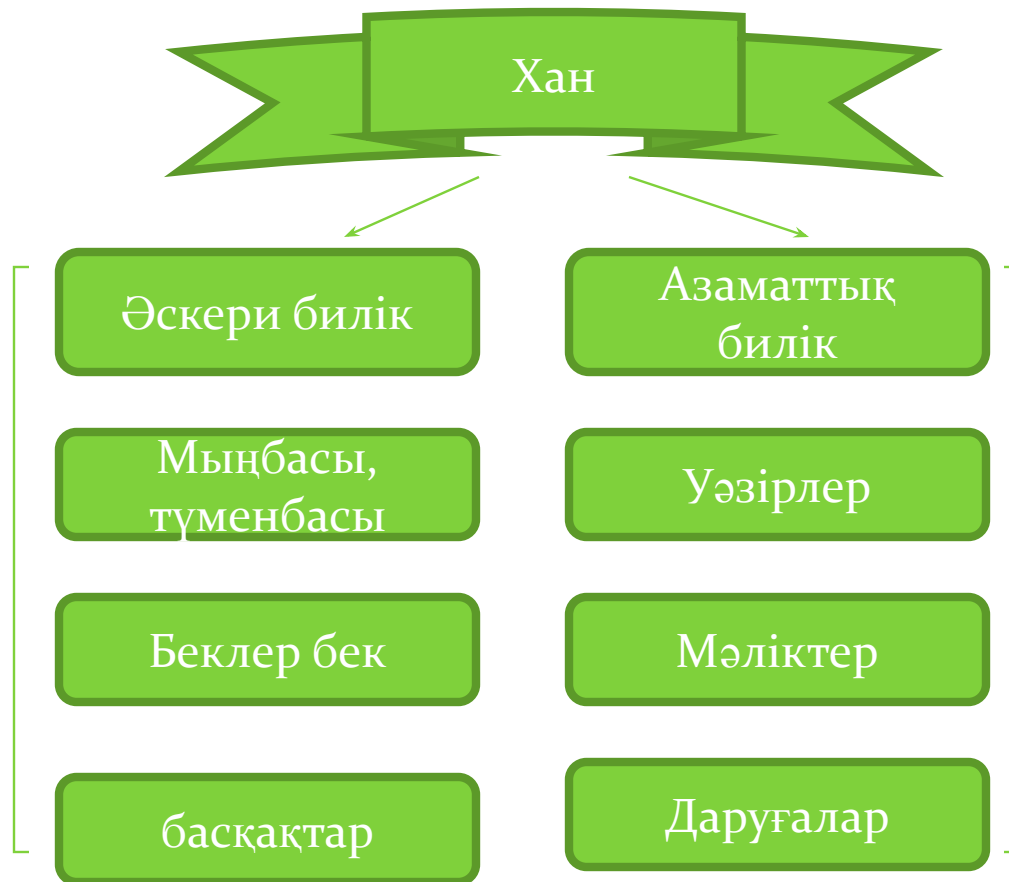 Хан
Әскери билік
Азаматтық
билік
Мыңбасы,
түменбасы
Уәзірлер
Беклер бек
Мәліктер
басқақтар
Даруғалар